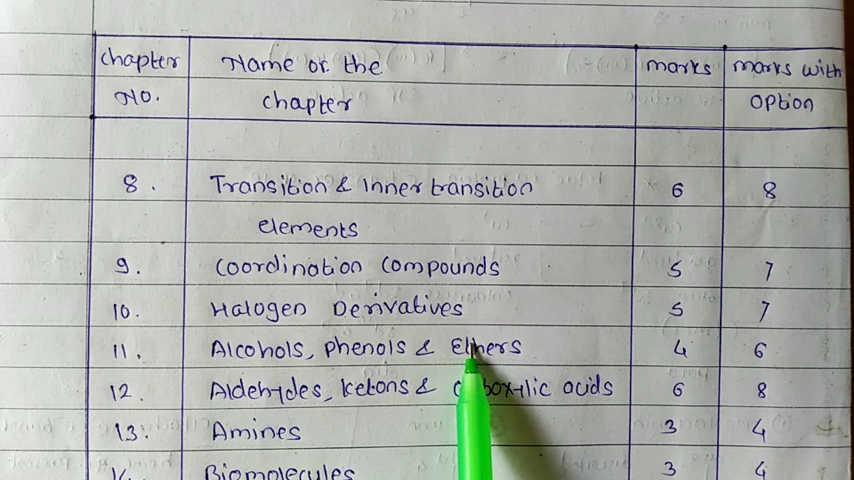 Chapter No. Name of the chapter marks marks with option
8. Transition & Inner transition elements 6 8
9. Coordination Compounds 5 7
10. Halogen Derivatives 5 7
11. Alcohols, phenols & Ethers 4 6
12. Aldehydes, ketons & acids 6 8
13. Amines 3 4
14. Biomolecules 3 4